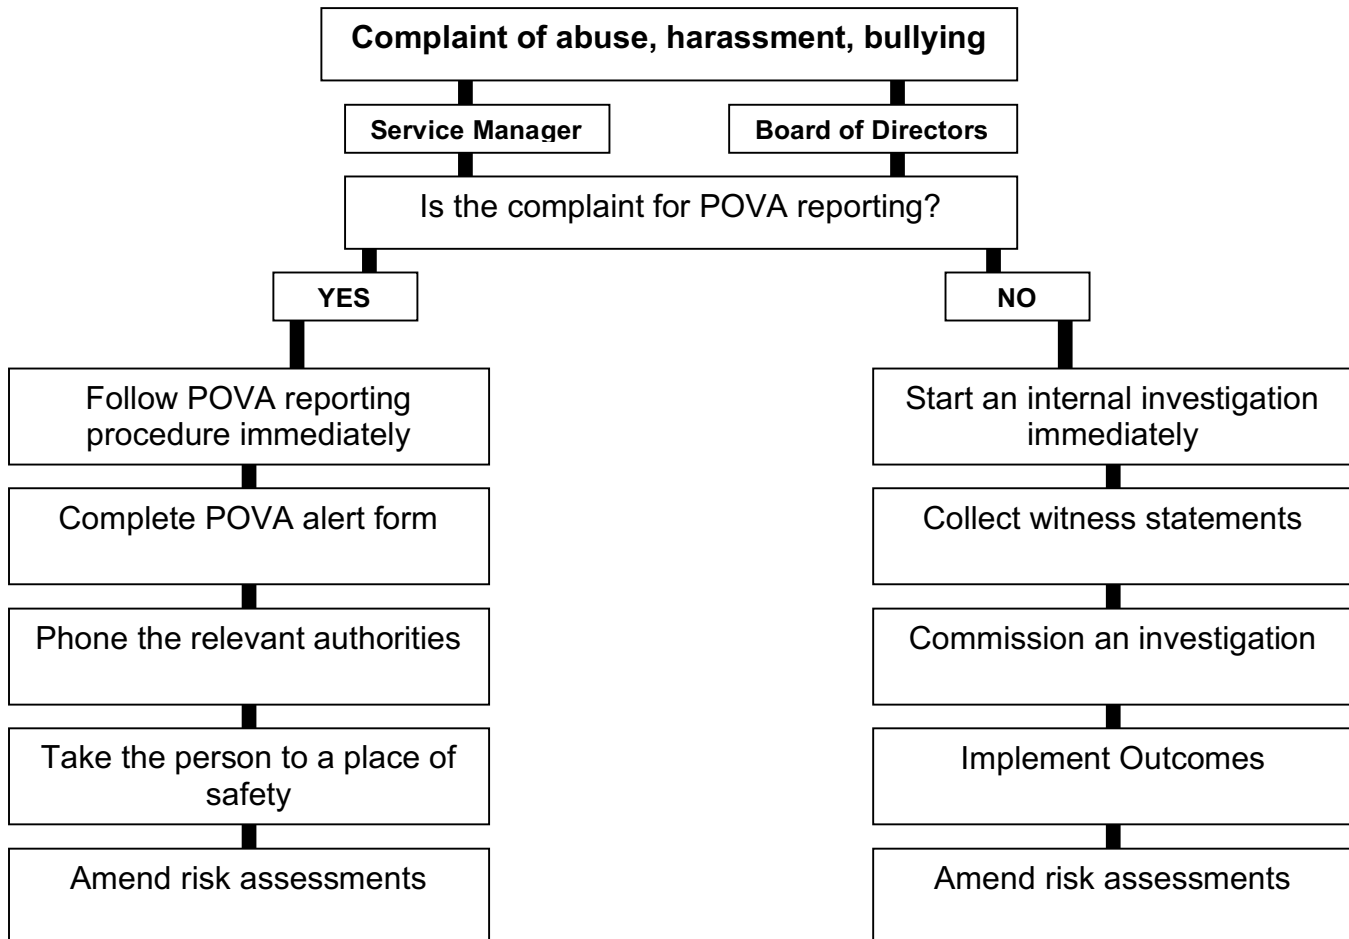 Complaint of abuse, harassment, bullying
Service Manager
Board of Directors
Is the complaint for POVA reporting?
YES
NO
Follow POVA reporting
procedure immediately
Start an internal investigation
immediately
Complete POVA alert form
Collect witness statements
Phone the relevant authorities
Commission an investigation
Take the person to a place of
safety
Implement Outcomes
Amend risk assessments
Amend risk assessments